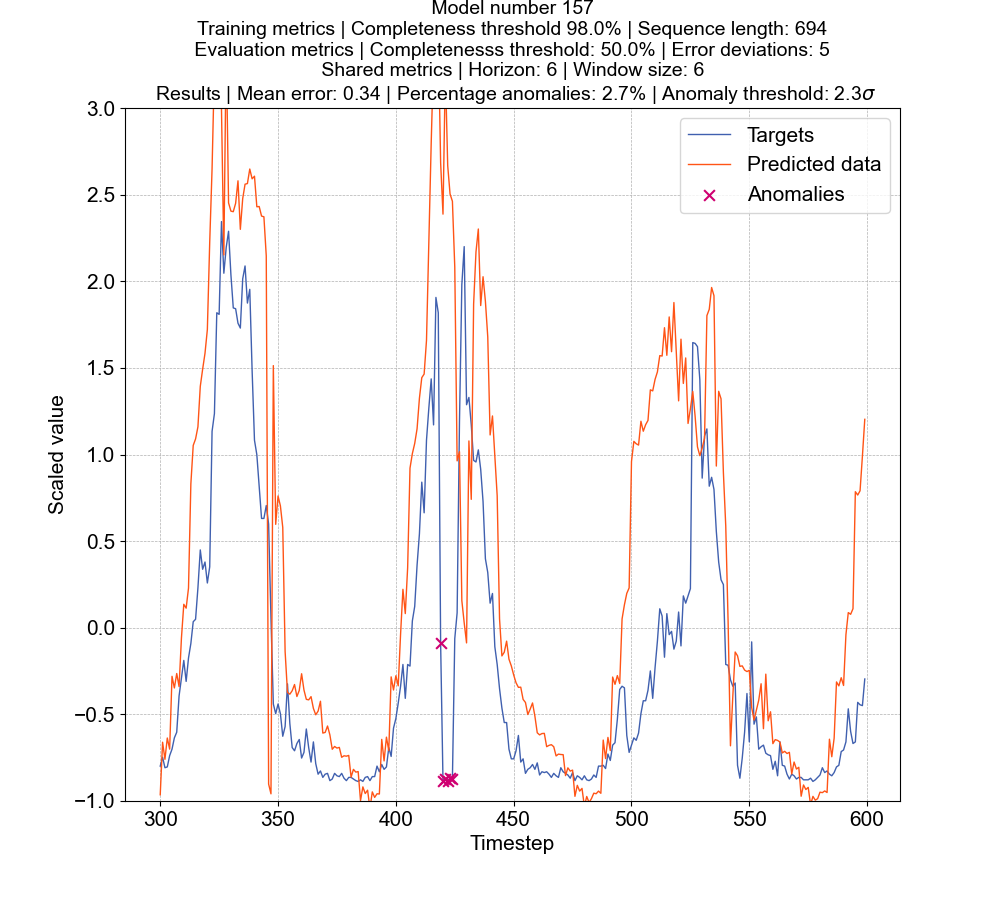 Model number 157
Training metrics | Completeness threshold 98.0% | Sequence length: 694
Evaluation metrics | Completenesss threshold: 50.0% | Error deviations: 5
Shared metrics | Horizon: 6 | Window size: 6
Results | Mean error: 0.34 | Percentage anomalies: 2.7% | Anomaly threshold: 2.3σ
Targets
Predicted data
Anomalies
Scaled value
3.0
2.5
2.0
1.5
1.0
0.5
0.0
−0.5
−1.0
300 350 400 450 500 550 600
Timestep